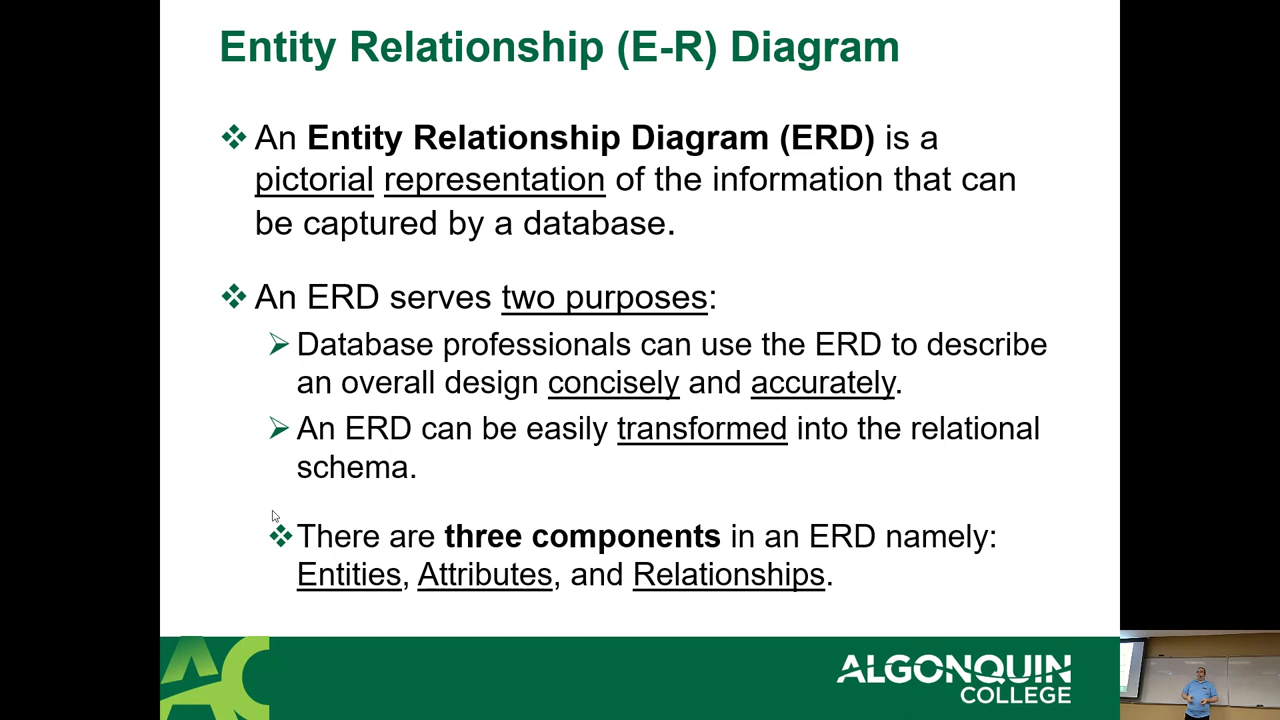 Entity Relationship (E-R) Diagram
An Entity Relationship Diagram (ERD) is a
pictorial representation of the information that can
be captured by a database.
An ERD serves two purposes:
Database professionals can use the ERD to describe
an overall design concisely and accurately.
An ERD can be easily transformed into the relational
schema.
There are three components in an ERD namely:
Entities, Attributes, and Relationships.
AC
ALGONQUIN
COLLEGE